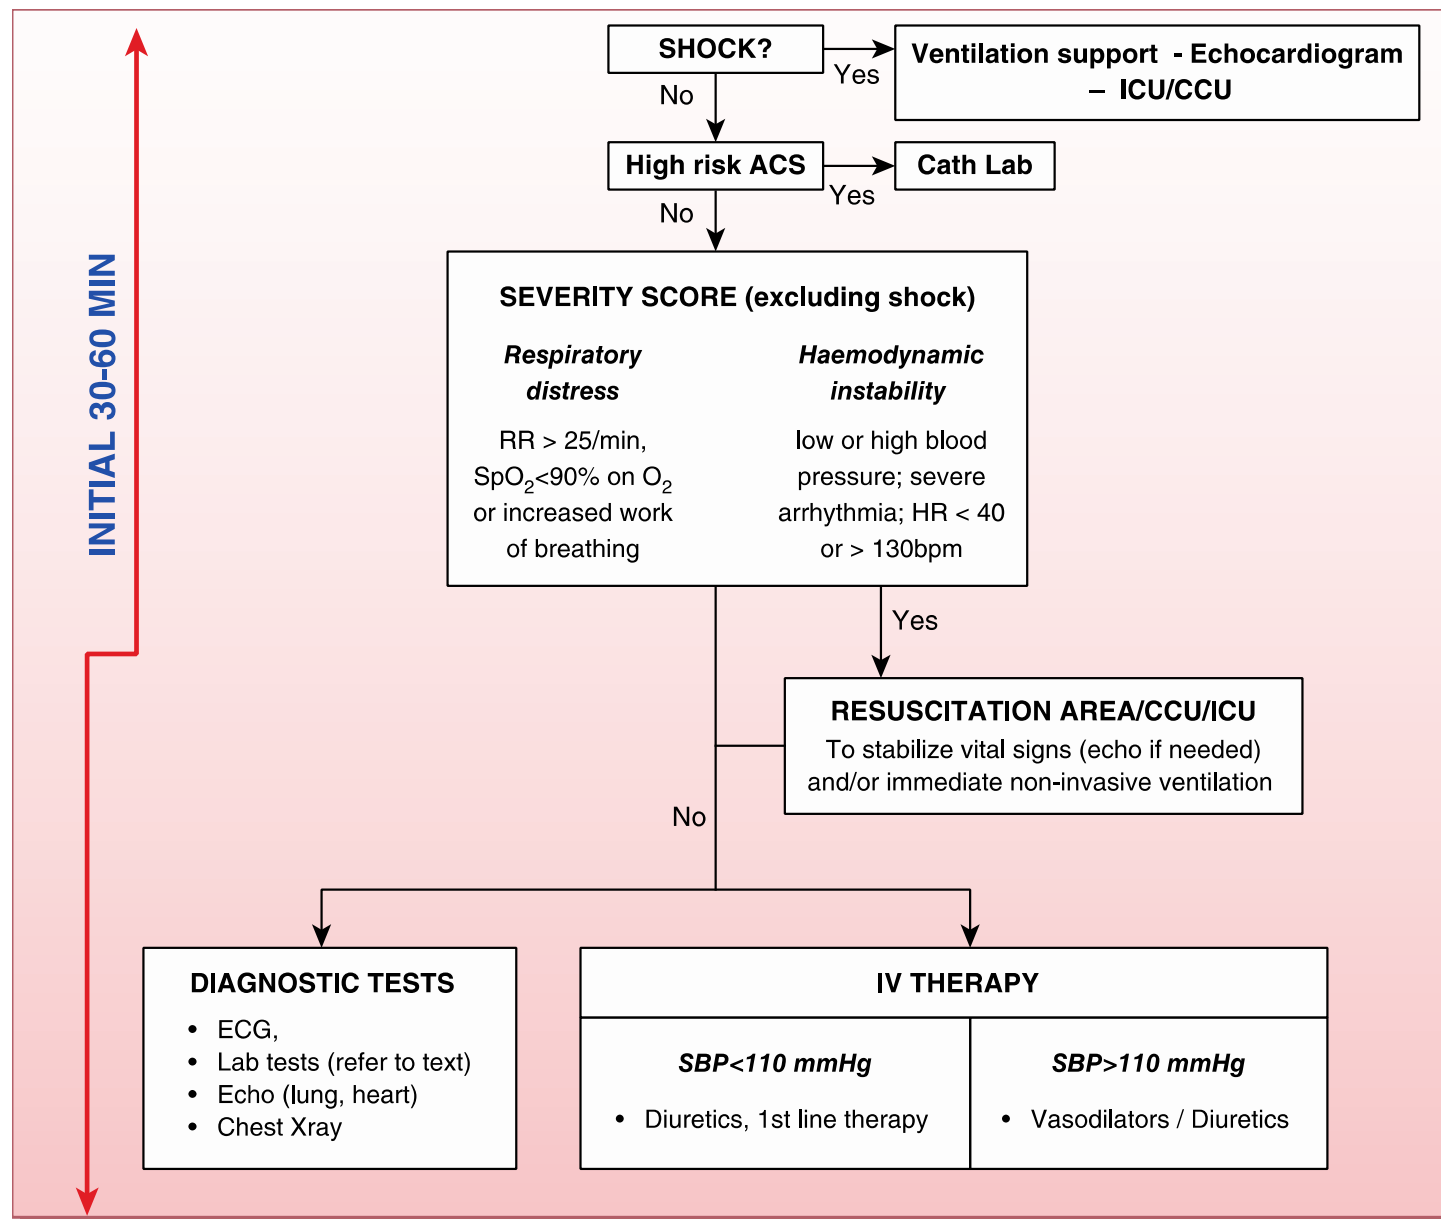 SHOCK?
Yes
Ventilation support - Echocardiogram
– ICU/CCU
No
High risk ACS
Yes
Cath Lab
No
INITIAL 30-60 MIN
SEVERITY SCORE (excluding shock)
Respiratory
distress
RR > 25/min,
SpO₂<90% on O₂
or increased work
of breathing
Haemodynamic
instability
low or high blood
pressure; severe
arrhythmia; HR < 40
or > 130bpm
Yes
RESUSCITATION AREA/CCU/ICU
To stabilize vital signs (echo if needed)
and/or immediate non-invasive ventilation
No
DIAGNOSTIC TESTS
• ECG,
• Lab tests (refer to text)
• Echo (lung, heart)
• Chest Xray
IV THERAPY
SBP<110 mmHg
• Diuretics, 1st line therapy
SBP>110 mmHg
• Vasodilators / Diuretics